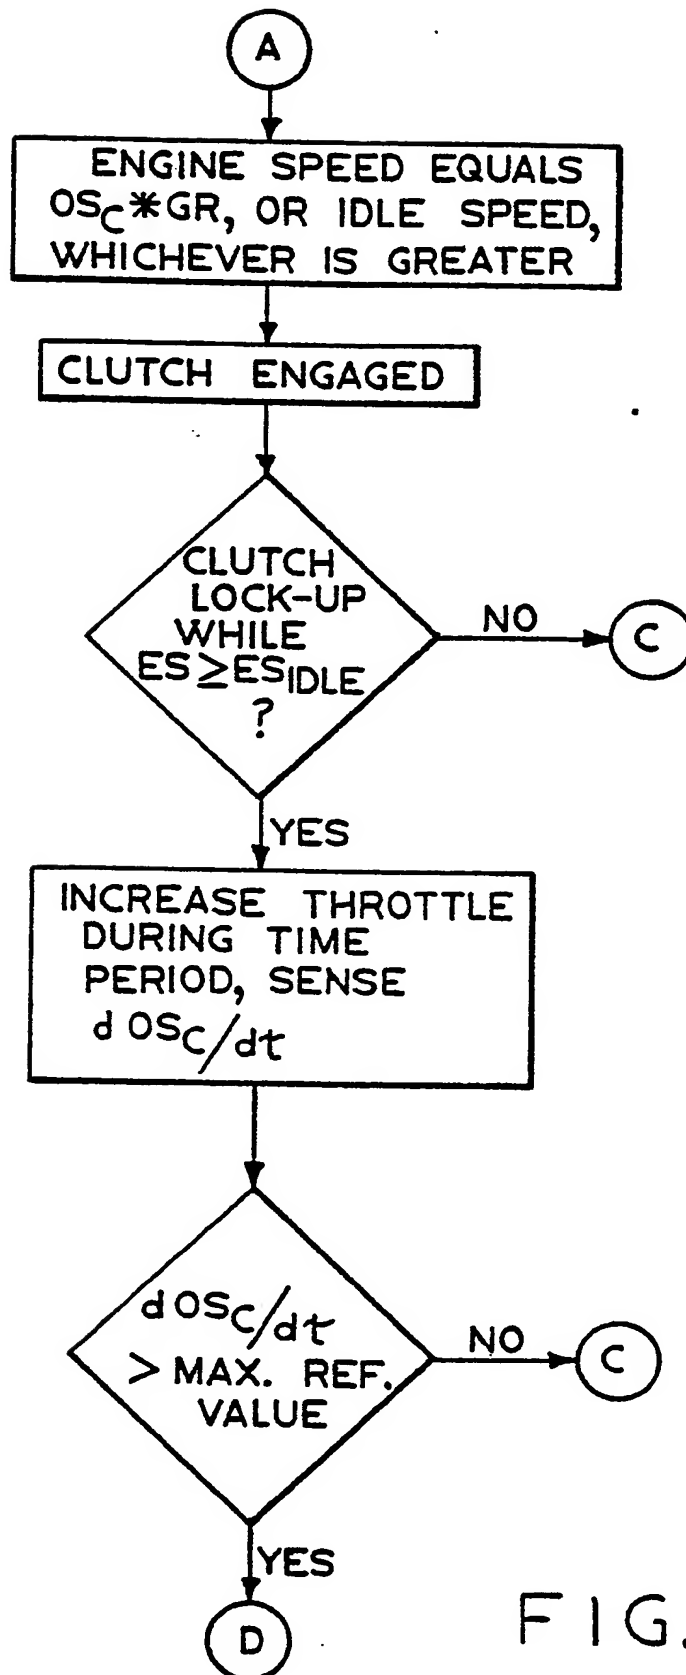 A
ENGINE SPEED EQUALS
OSC*GR, OR IDLE SPEED,
WHICHEVER IS GREATER
CLUTCH ENGAGED
CLUTCH
LOCK-UP
WHILE
ES≥ESIDLE
?
NO
C
YES
INCREASE THROTTLE
DURING TIME
PERIOD, SENSE
d OSC/dt
d OSC/dt
> MAX. REF.
VALUE
NO
C
YES
D
FIG.